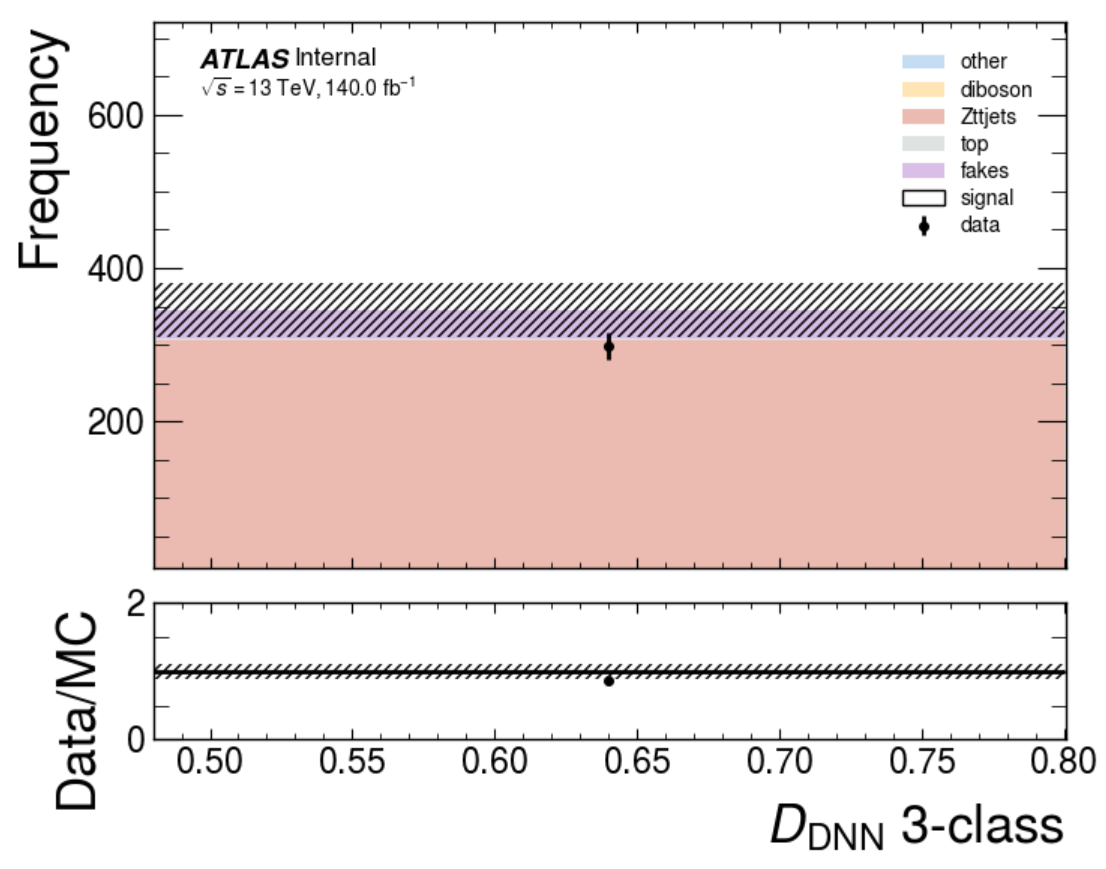 Frequency
600
400
200
ATLAS Internal
√s = 13 TeV, 140.0 fb⁻¹
other
diboson
Zttjets
top
fakes
signal
data
Data/MC
2
1
0
0.50 0.55 0.60 0.65 0.70 0.75 0.80
D_DNN 3-class